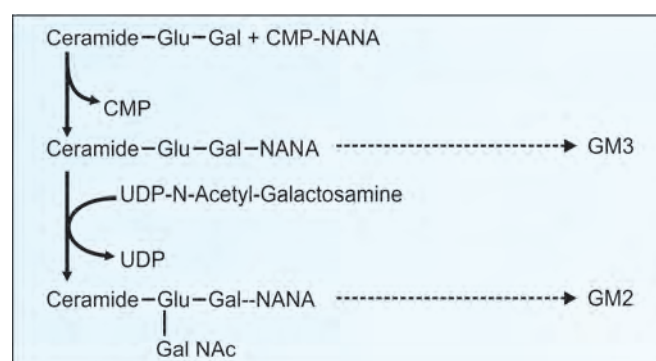 Ceramide–Glu–Gal + CMP-NANA
CMP
Ceramide–Glu–Gal–NANA GM3
UDP-N-Acetyl-Galactosamine
UDP
Ceramide–Glu–Gal--NANA GM2
Gal NAc